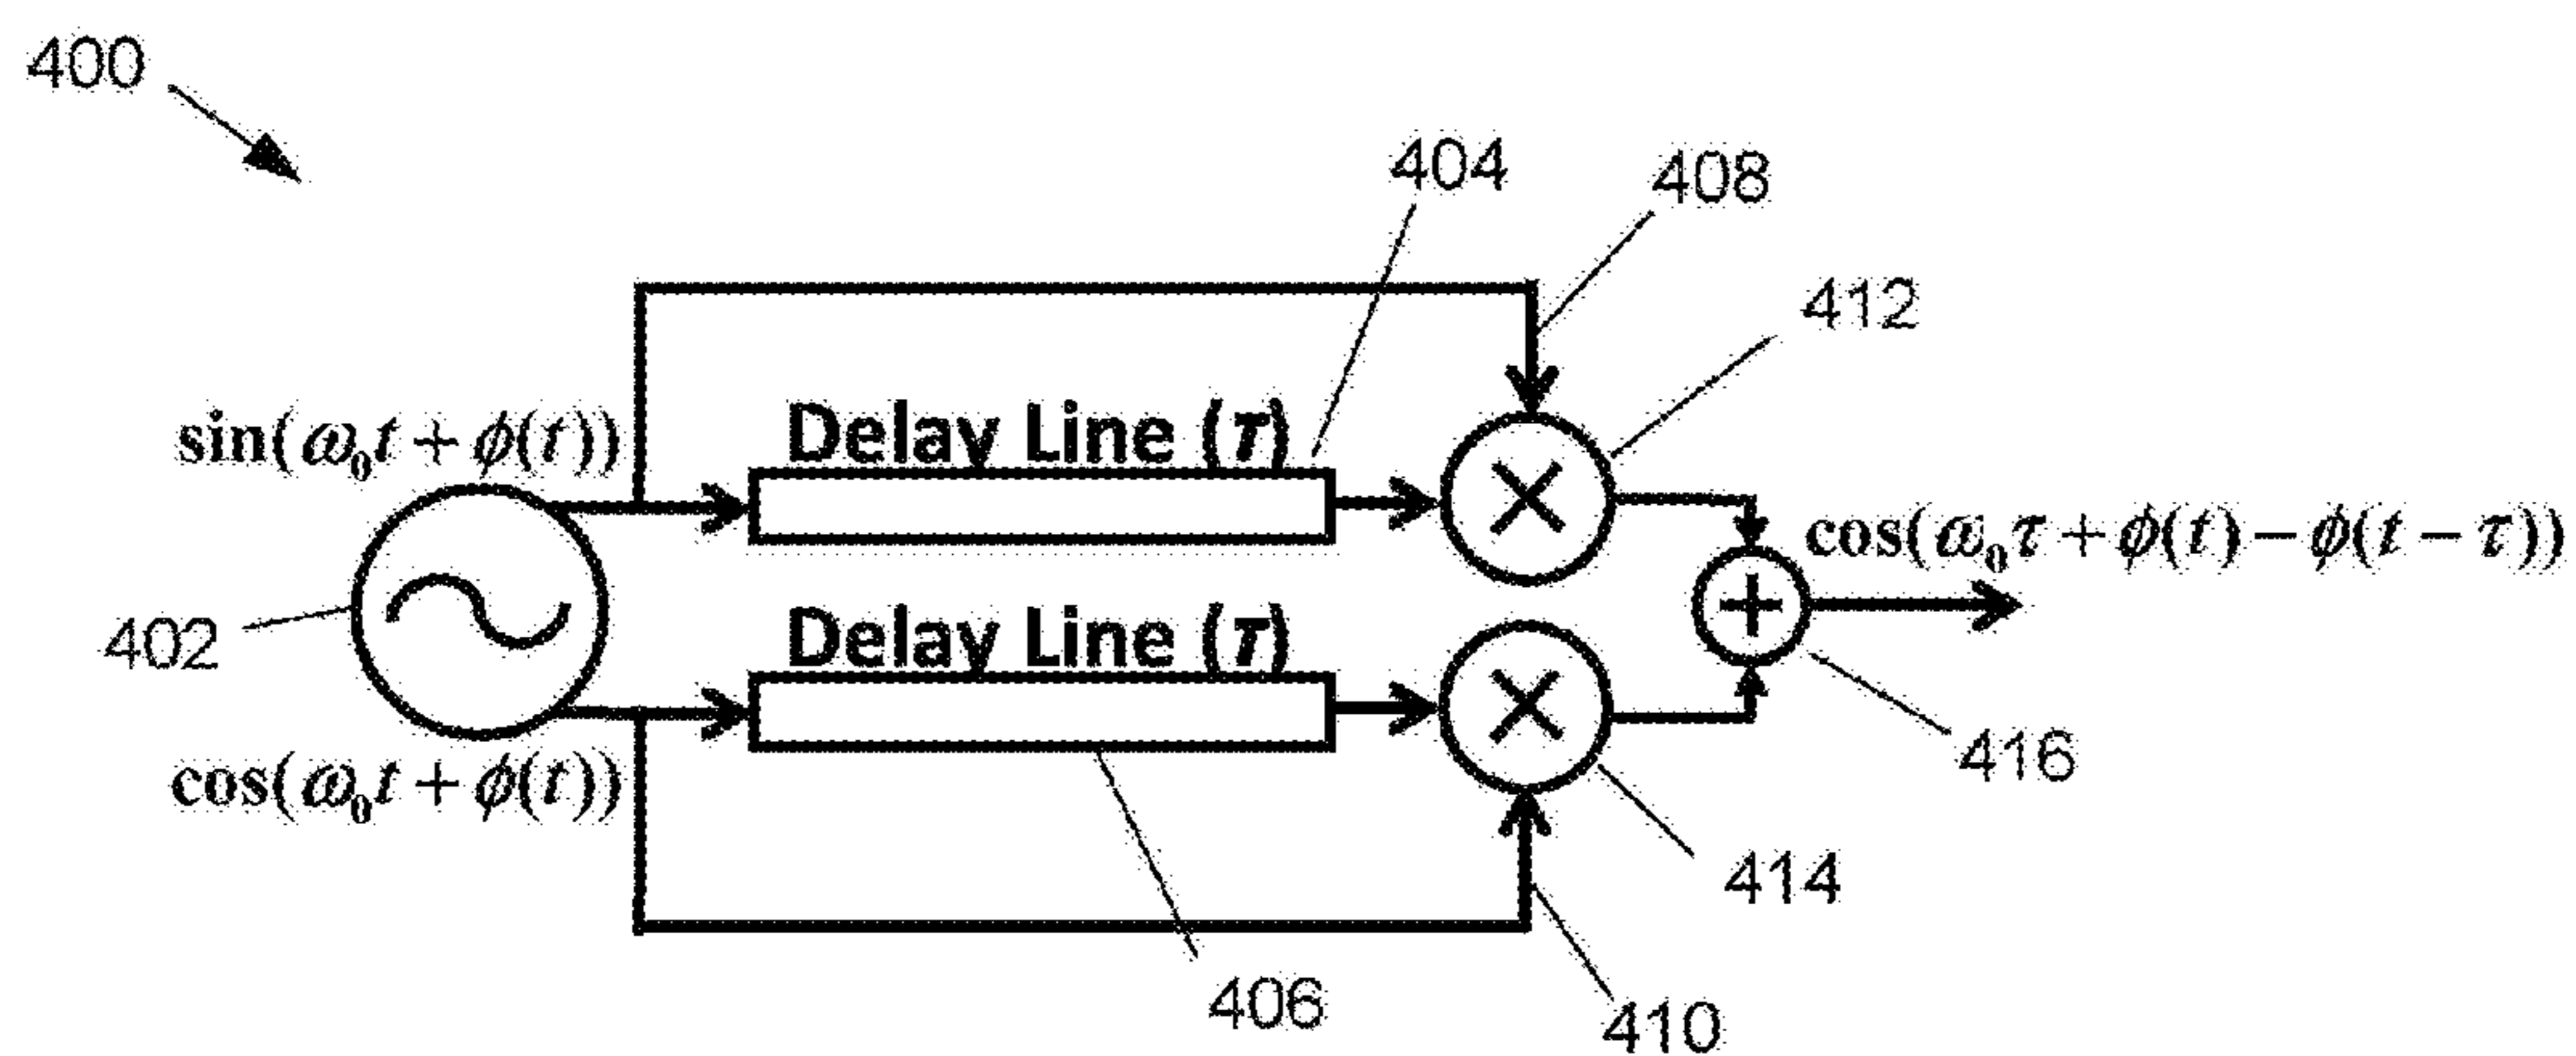 400
404
408
412
sin(ω₀t + ϕ(t))
Delay Line (τ)
cos(ω₀τ + ϕ(t) − ϕ(t − τ))
402
Delay Line (τ)
cos(ω₀t + ϕ(t))
416
414
406
410